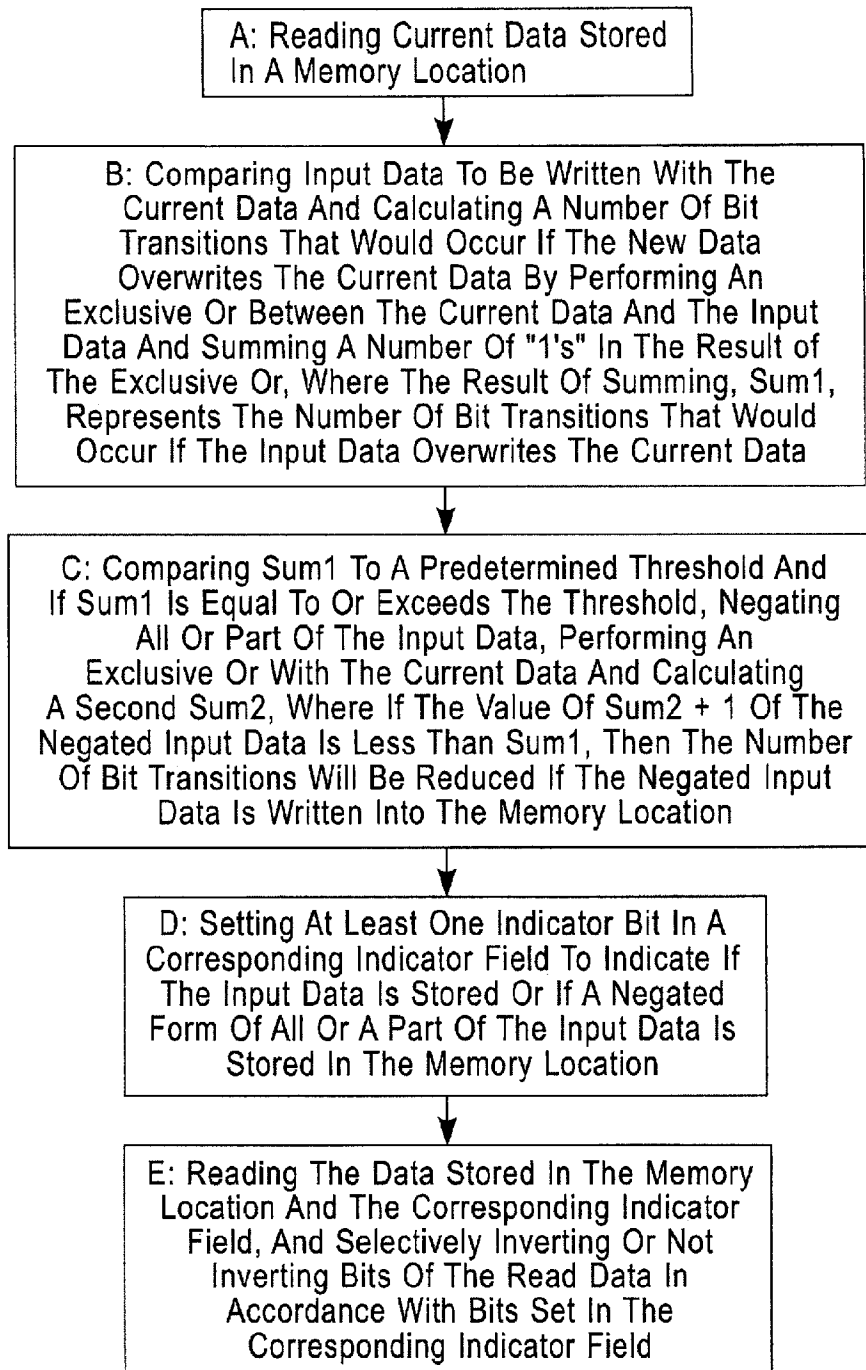 A: Reading Current Data Stored
In A Memory Location
B: Comparing Input Data To Be Written With The
Current Data And Calculating A Number Of Bit
Transitions That Would Occur If The New Data
Overwrites The Current Data By Performing An
Exclusive Or Between The Current Data And The Input
Data And Summing A Number Of "1's" In The Result of
The Exclusive Or, Where The Result Of Summing, Sum1,
Represents The Number Of Bit Transitions That Would
Occur If The Input Data Overwrites The Current Data
C: Comparing Sum1 To A Predetermined Threshold And
If Sum1 Is Equal To Or Exceeds The Threshold, Negating
All Or Part Of The Input Data, Performing An
Exclusive Or With The Current Data And Calculating
A Second Sum2, Where If The Value Of Sum2 + 1 Of The
Negated Input Data Is Less Than Sum1, Then The Number
Of Bit Transitions Will Be Reduced If The Negated Input
Data Is Written Into The Memory Location
D: Setting At Least One Indicator Bit In A
Corresponding Indicator Field To Indicate If
The Input Data Is Stored Or If A Negated
Form Of All Or A Part Of The Input Data Is
Stored In The Memory Location
E: Reading The Data Stored In The Memory
Location And The Corresponding Indicator
Field, And Selectively Inverting Or Not
Inverting Bits Of The Read Data In
Accordance With Bits Set In The
Corresponding Indicator Field